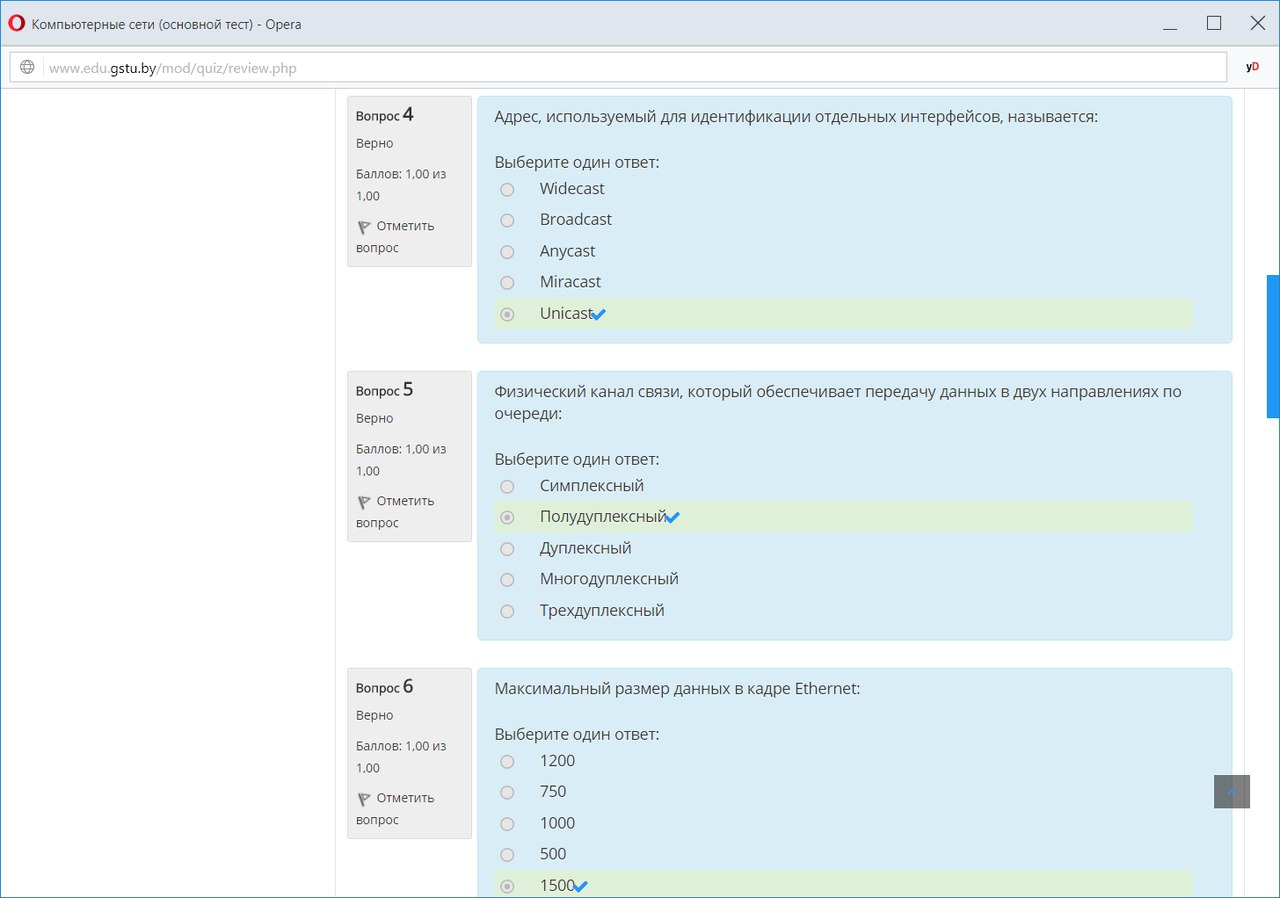 Компьютерные сети (основной тест) - Opera
www.edu.gstu.by/mod/quiz/review.php
yD
Вопрос 4
Верно
Баллов: 1,00 из
1,00
Отметить
вопрос
Адрес, используемый для идентификации отдельных интерфейсов, называется:
Выберите один ответ:
Widecast
Broadcast
Anycast
Miracast
Unicast
Вопрос 5
Верно
Баллов: 1,00 из
1,00
Отметить
вопрос
Физический канал связи, который обеспечивает передачу данных в двух направлениях по
очереди:
Выберите один ответ:
Симплексный
Полудуплексный
Дуплексный
Многодуплексный
Трехдуплексный
Вопрос 6
Верно
Баллов: 1,00 из
1,00
Отметить
вопрос
Максимальный размер данных в кадре Ethernet:
Выберите один ответ:
1200
750
1000
500
1500